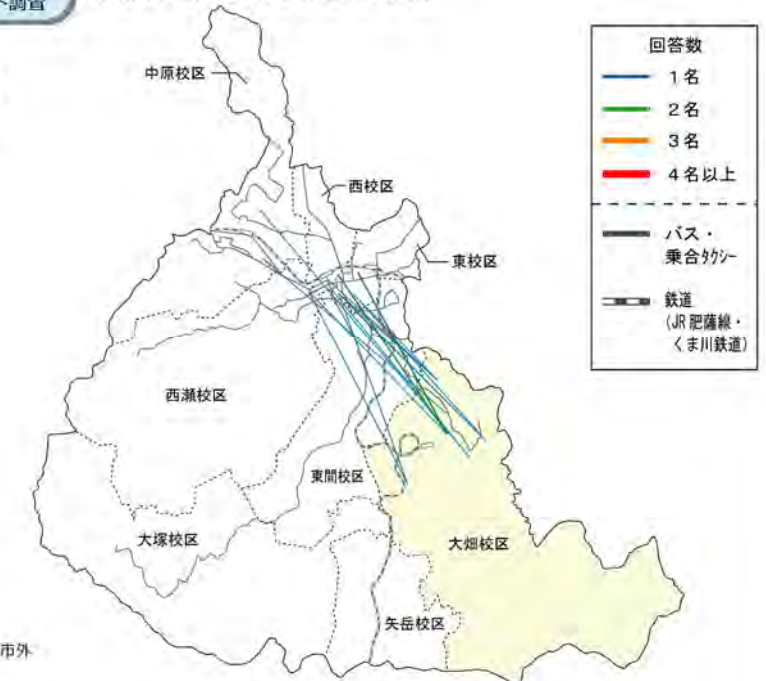 ト調査
中原校区
西校区
東校区
西瀬校区
東間校区
大塚校区
大畑校区
矢岳校区
市外
回答数
1名
2名
3名
4名以上
バス・
乗合タクシー
鉄道
(JR肥薩線・
くま川鉄道)